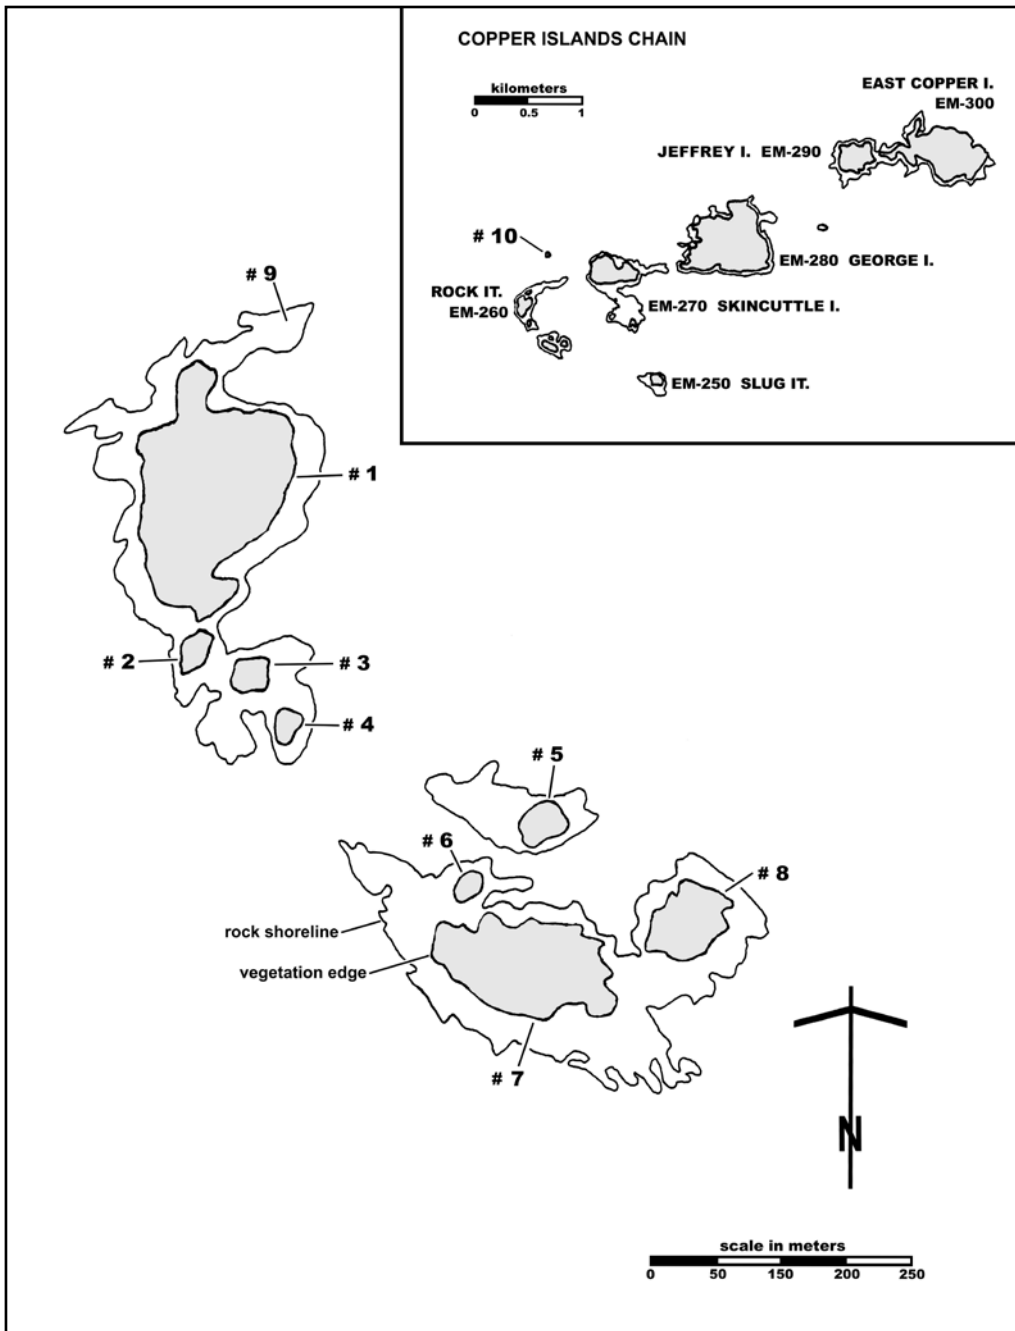 COPPER ISLANDS CHAIN
kilometers
0 0.5 1
EAST COPPER I.
EM-300
JEFFREY I. EM-290
# 10
EM-280 GEORGE I.
ROCK IT.
EM-260
EM-270 SKINCUTTLE I.
EM-250 SLUG IT.
# 9
# 1
# 2
# 3
# 4
# 5
# 6
# 8
rock shoreline
vegetation edge
# 7
N
scale in meters
0 50 150 200 250